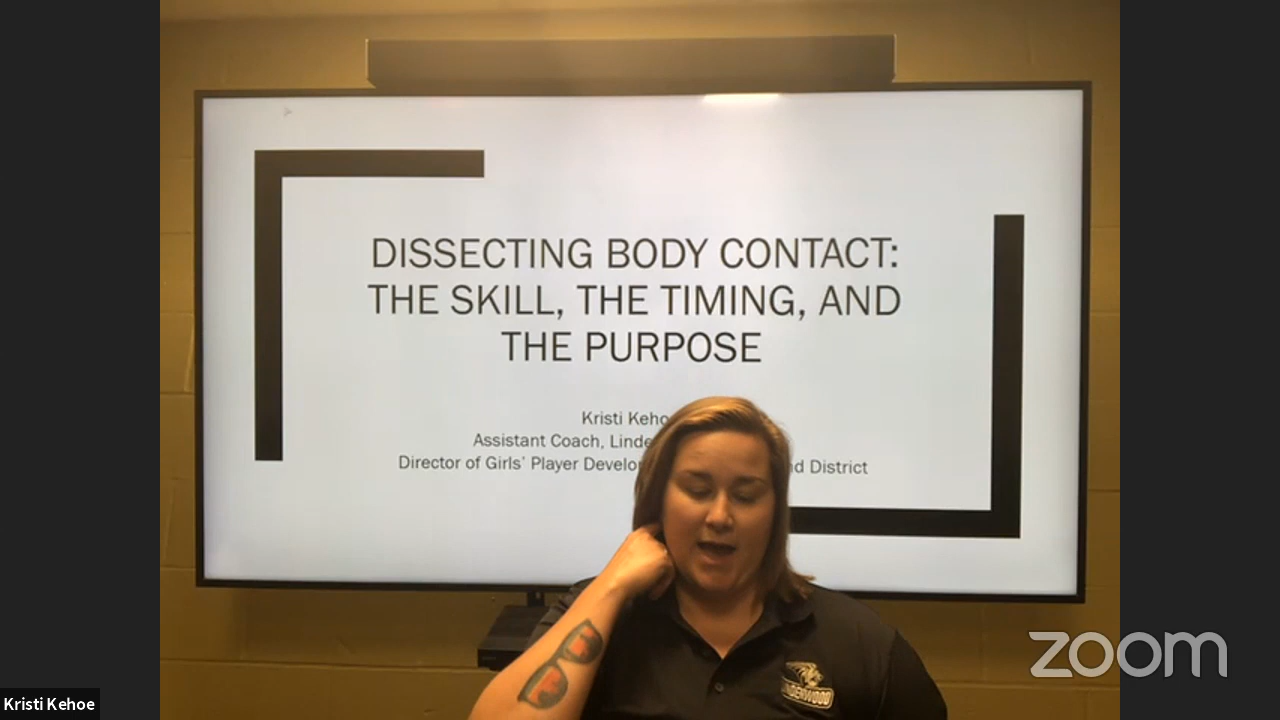 DISSECTING BODY CONTACT:
THE SKILL, THE TIMING, AND
THE PURPOSE
Kristi
Assistant Coach,
Director of Girls' Player
District
zoom
Kristi Kehoe